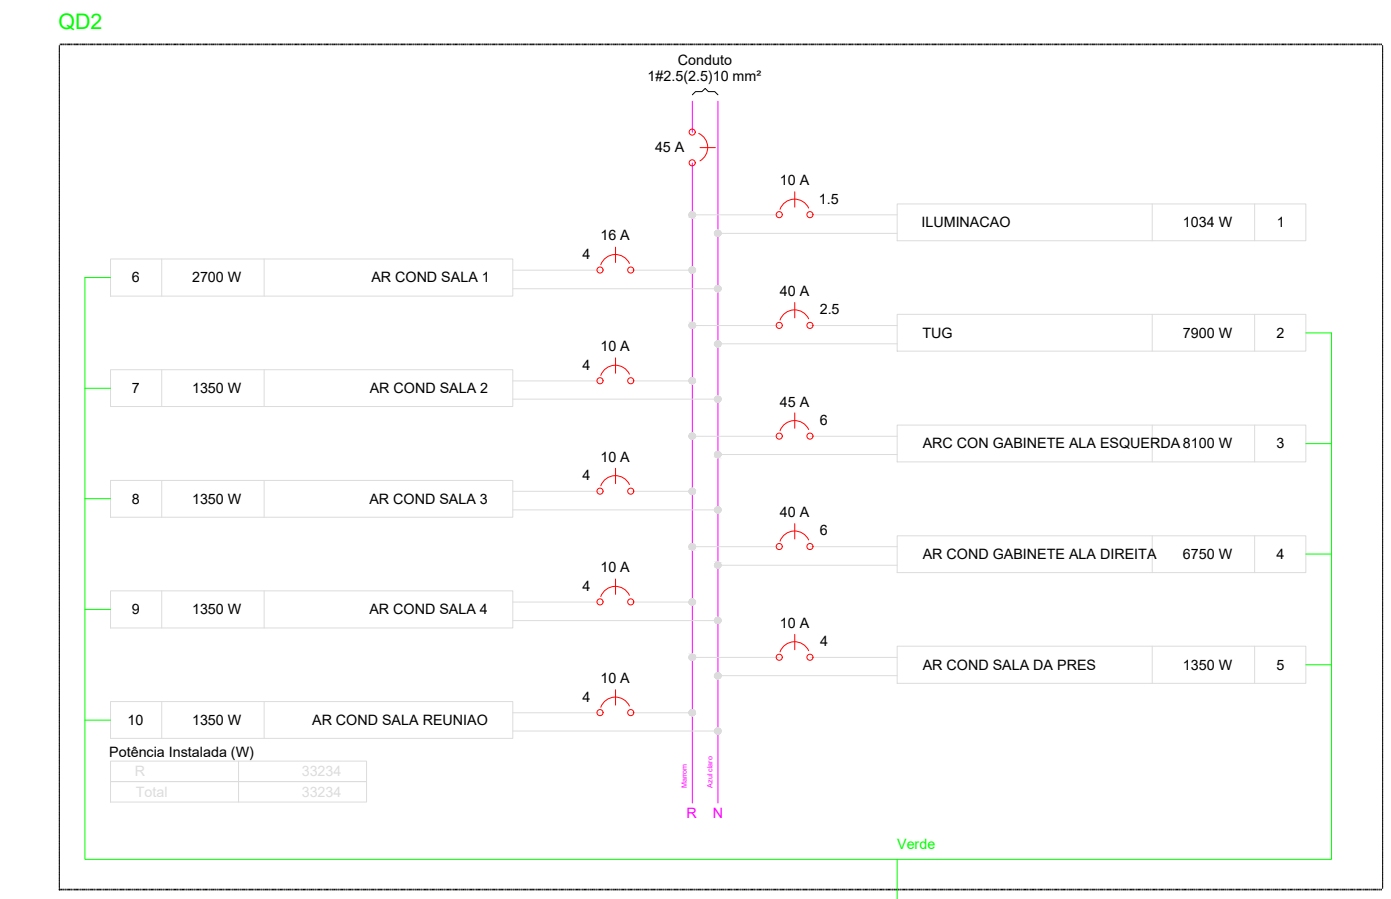 QD2
Conduto
1#2.5(2.5)10 mm²
45 A
10 A
1.5
ILUMINACAO 1034 W 1
16 A
4
6 2700 W AR COND SALA 1
40 A
2.5
TUG 7900 W 2
10 A
4
7 1350 W AR COND SALA 2
45 A
6
ARC CON GABINETE ALA ESQUERDA 8100 W 3
10 A
4
8 1350 W AR COND SALA 3
40 A
6
AR COND GABINETE ALA DIREITA 6750 W 4
10 A
4
9 1350 W AR COND SALA 4
10 A
4
AR COND SALA DA PRES 1350 W 5
10 A
4
10 1350 W AR COND SALA REUNIAO
Potência Instalada (W)
R 33234
Total 33234
Marrom
Azul claro
R N
Verde